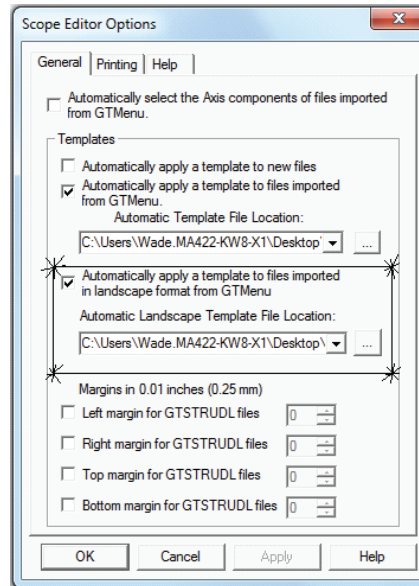 Scope Editor Options
General Printing Help
Automatically select the Axis components of files imported
from GTMenu.
Templates
Automatically apply a template to new files
Automatically apply a template to files imported
from GTMenu.
Automatic Template File Location:
C:\Users\Wade.MA422-KW8-X1\Desktop\ ...
Automatically apply a template to files imported
in landscape format from GTMenu
Automatic Landscape Template File Location:
C:\Users\Wade.MA422-KW8-X1\Desktop\ ...
Margins in 0.01 inches (0.25 mm)
Left margin for GTSTRUDL files 0
Right margin for GTSTRUDL files 0
Top margin for GTSTRUDL files 0
Bottom margin for GTSTRUDL files 0
OK Cancel Apply Help